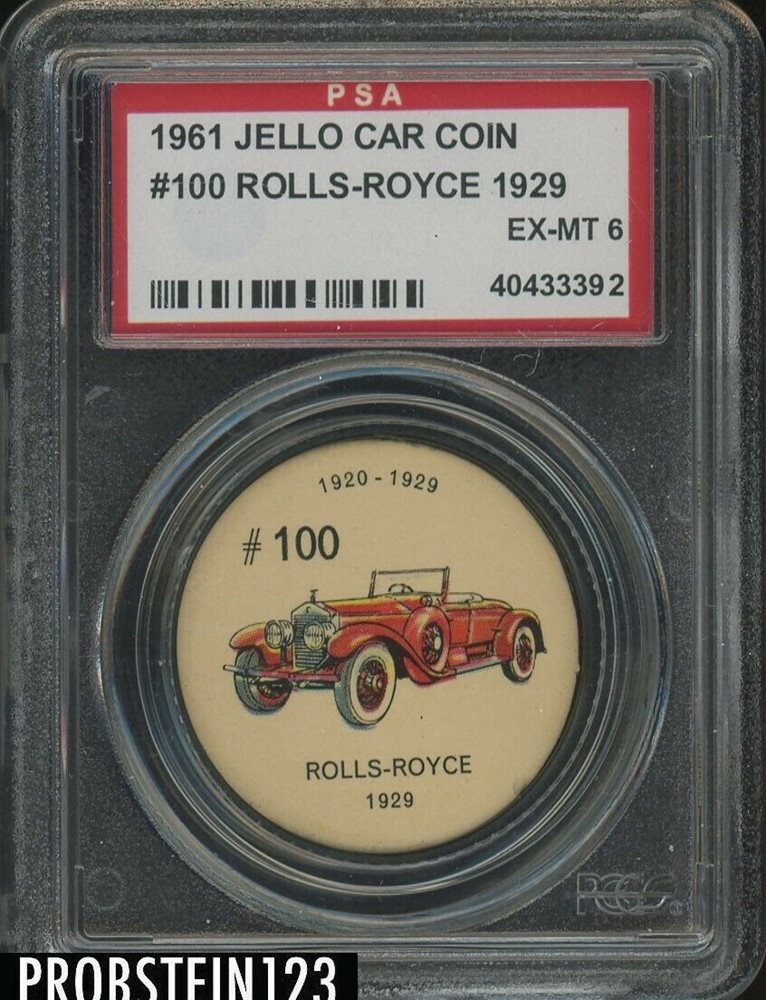 PSA
1961 JELLO CAR COIN
#100 ROLLS-ROYCE 1929
EX-MT 6
40433392
1920 - 1929
# 100
ROLLS-ROYCE
1929
PCGS
PROBSTEIN123